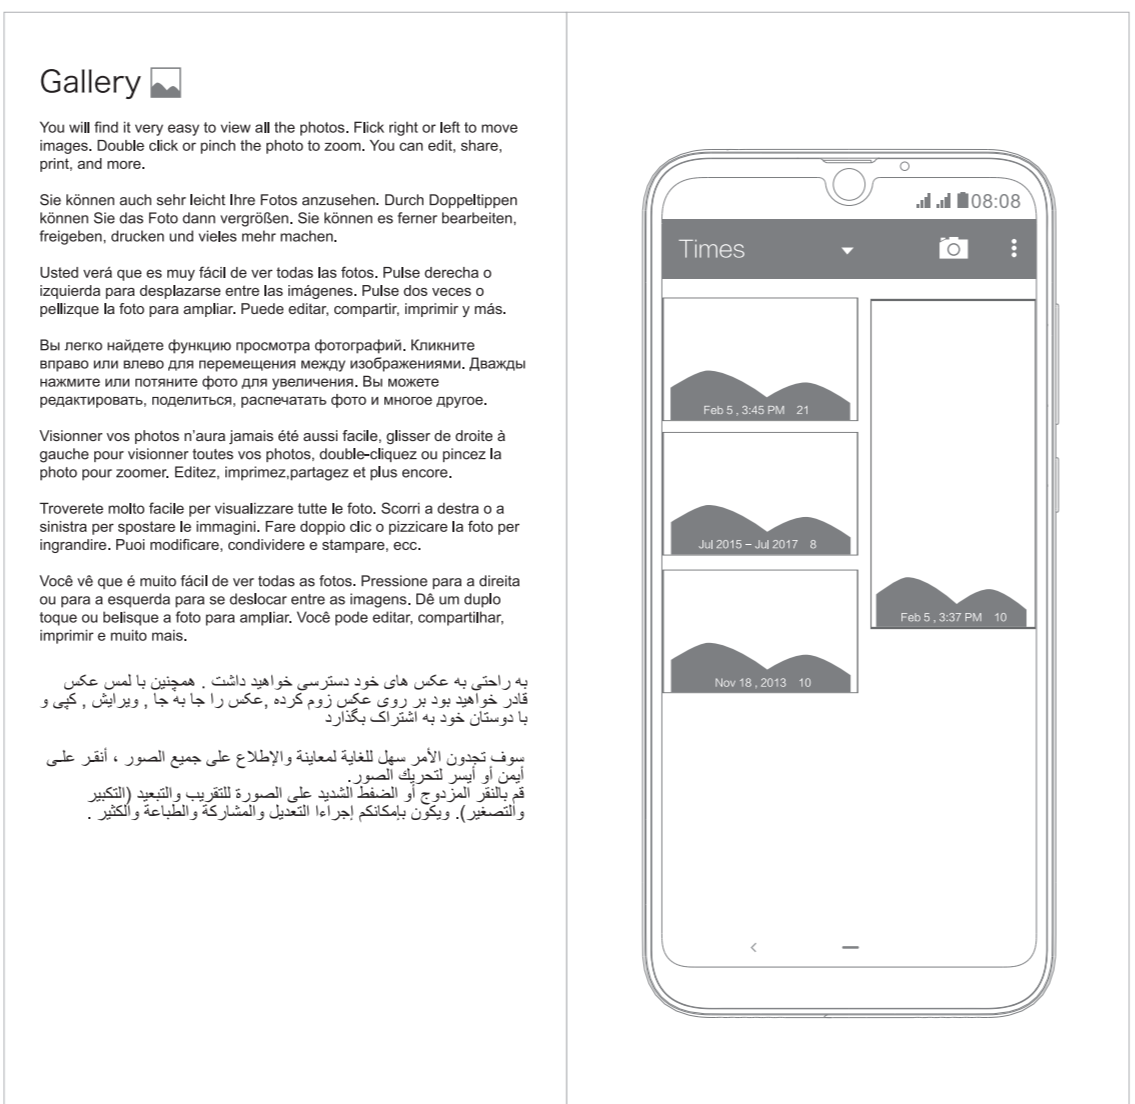 Gallery
You will find it very easy to view all the photos. Flick right or left to move
images. Double click or pinch the photo to zoom. You can edit, share,
print, and more.
Sie können auch sehr leicht Ihre Fotos anzusehen. Durch Doppeltippen
können Sie das Foto dann vergrößen. Sie können es ferner bearbeiten,
freigeben, drucken und vieles mehr machen.
Usted verá que es muy fácil de ver todas las fotos. Pulse derecha o
izquierda para desplazarse entre las imágenes. Pulse dos veces o
pellizque la foto para ampliar. Puede editar, compartir, imprimir y más.
Вы легко найдете функцию просмотра фотографий. Кликните
вправо или влево для перемещения между изображениями. Дважды
нажмите или потяните фото для увеличения. Вы можете
редактировать, поделиться, распечатать фото и многое другое.
Visionner vos photos n’aura jamais été aussi facile, glisser de droite à
gauche pour visionner toutes vos photos, double-cliquez ou pincez la
photo pour zoomer. Editez, imprimez,partagez et plus encore.
Troverete molto facile per visualizzare tutte le foto. Scorri a destra o a
sinistra per spostare le immagini. Fare doppio clic o pizzicare la foto per
ingrandire. Puoi modificare, condividere e stampare, ecc.
Você vê que é muito fácil de ver todas as fotos. Pressione para a direita
ou para a esquerda para se deslocar entre as imagens. Dê um duplo
toque ou belisque a foto para ampliar. Você pode editar, compartilhar,
imprimir e muito mais.
به راحتی به عکس های خود دسترسی خواهید داشت . همچنین با لمس عکس
قادر خواهید بود بر روی عکس زوم کرده ,عکس را جا به جا , ویرایش , کپی و
با دوستان خود به اشتراک بگذارد
سوف تجدون الأمر سهل للغاية لمعاينة والإطلاع على جميع الصور ، أنقر على
أيمن أو أيسر لتحريك الصور.
قم بالنقر المزدوج أو الضغط الشديد على الصورة للتقريب والتبعيد (التكبير
والتصغير). ويكون بإمكانكم إجراءا التعديل والمشاركة والطباعة والكثير .
08:08
Times
Feb 5 , 3:45 PM 21
Jul 2015 – Jul 2017 8
Feb 5 , 3:37 PM 10
Nov 18 , 2013 10